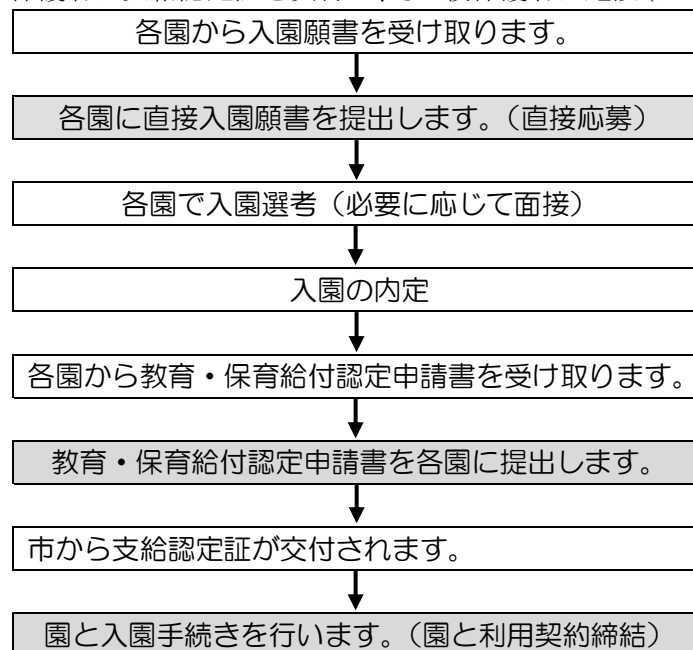 各園から入園願書を受け取ります。
各園に直接入園願書を提出します。（直接応募）
各園で入園選考（必要に応じて面接）
入園の内定
各園から教育・保育給付認定申請書を受け取ります。
教育・保育給付認定申請書を各園に提出します。
市から支給認定証が交付されます。
園と入園手続きを行います。（園と利用契約締結）